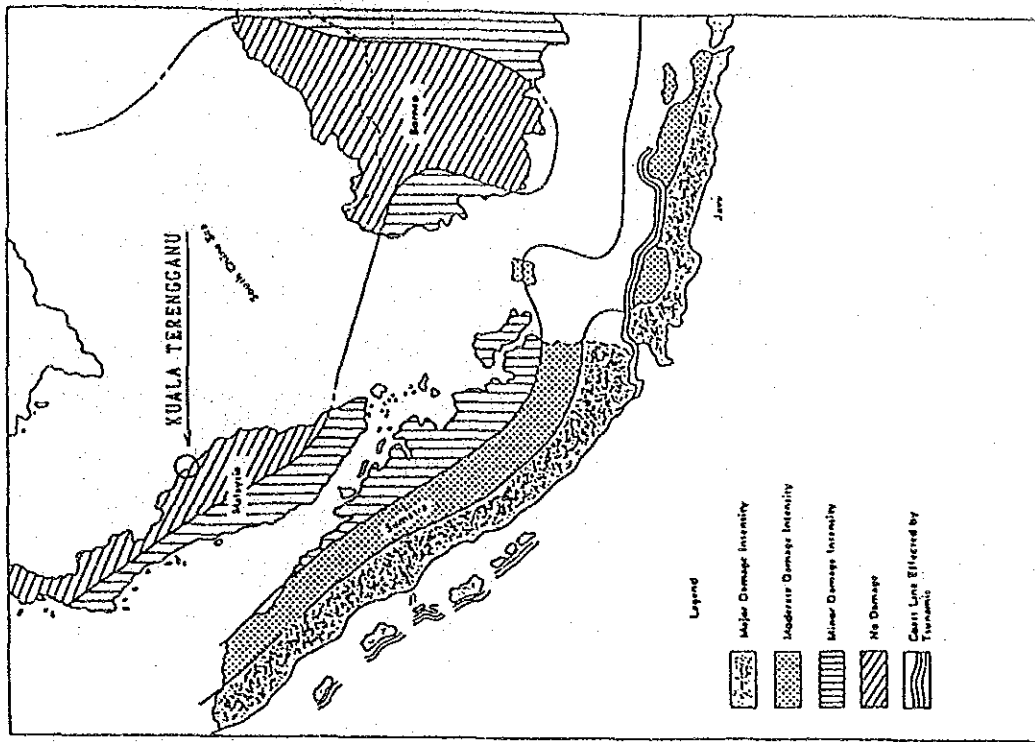 KUALA TERENGGANU
South China Sea
Malaysia
Borneo
Sumatra
Java
Legend
Major Damage Intensity
Moderate Damage Intensity
Minor Damage Intensity
No Damage
Coast Line Effected by
Tsunamis